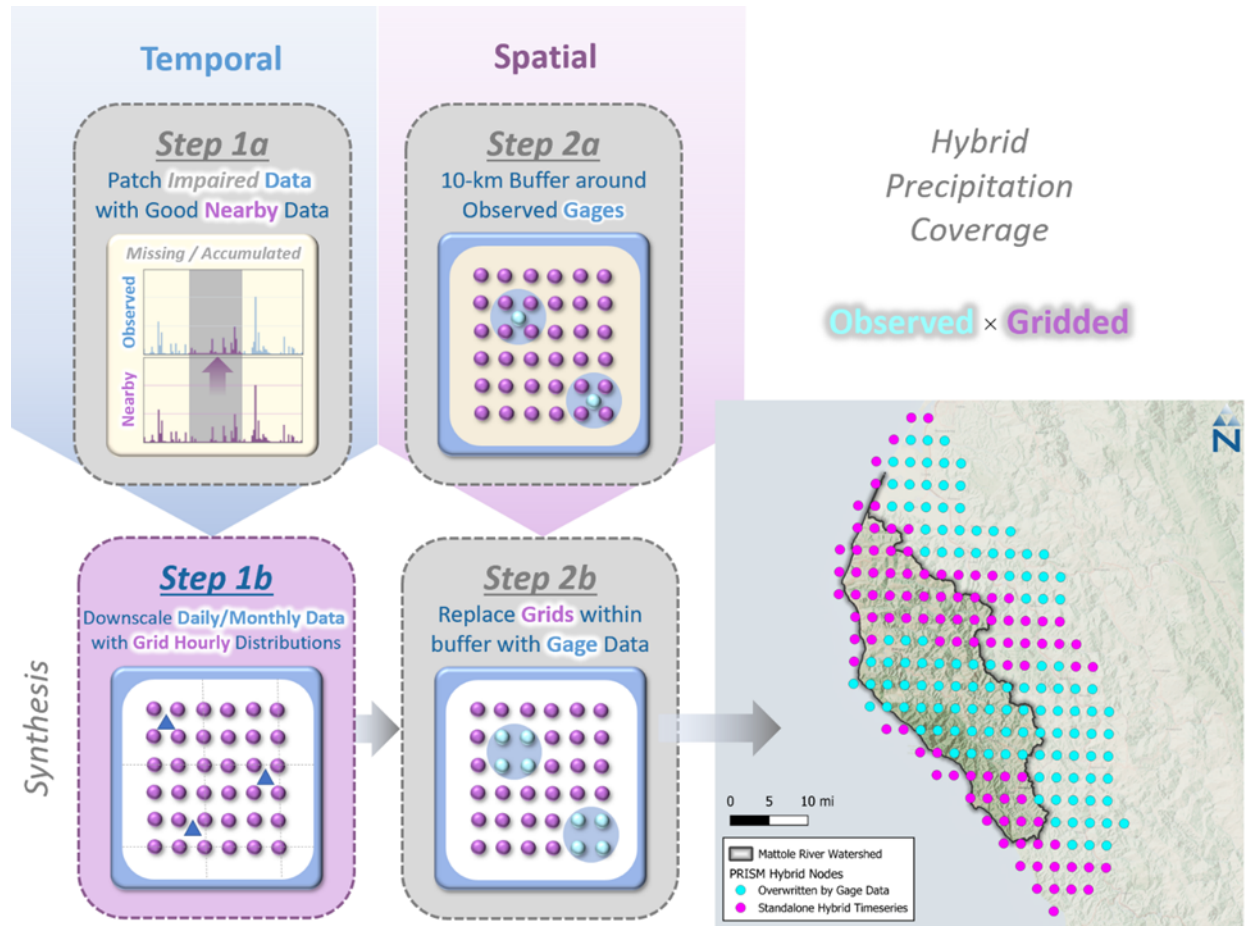 Temporal
Spatial
Step 1a
Patch Impaired Data
with Good Nearby Data
Missing / Accumulated
Observed
Nearby
Step 2a
10-km Buffer around
Observed Gages
Hybrid
Precipitation
Coverage
Observed × Gridded
Synthesis
Step 1b
Downscale Daily/Monthly Data
with Grid Hourly Distributions
Step 2b
Replace Grids within
buffer with Gage Data
N
0 5 10 mi
Mattole River Watershed
PRISM Hybrid Nodes
Overwritten by Gage Data
Standalone Hybrid Timeseries